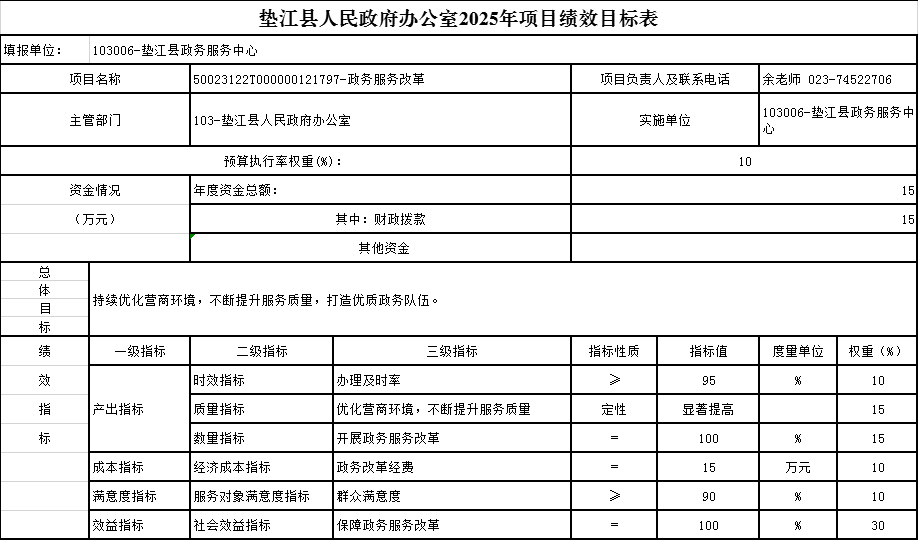 垫江县人民政府办公室2025年项目绩效目标表
填报单位： 103006-垫江县政务服务中心
项目名称 50023122T000000121797-政务服务改革 项目负责人及联系电话 余老师 023-74522706
主管部门 103-垫江县人民政府办公室 实施单位 103006-垫江县政务服务中
心
预算执行率权重(%)： 10
资金情况 年度资金总额： 15
（万元） 其中：财政拨款 15
其他资金
总
体
目
标
持续优化营商环境，不断提升服务质量，打造优质政务队伍。
绩 一级指标 二级指标 三级指标 指标性质 指标值 度量单位 权重（%）
效 时效指标 办理及时率 ≥ 95 % 10
指 产出指标 质量指标 优化营商环境，不断提升服务质量 定性 显著提高 15
标 数量指标 开展政务服务改革 = 100 % 15
成本指标 经济成本指标 政务改革经费 = 15 万元 10
满意度指标 服务对象满意度指标 群众满意度 ≥ 90 % 10
效益指标 社会效益指标 保障政务服务改革 = 100 % 30